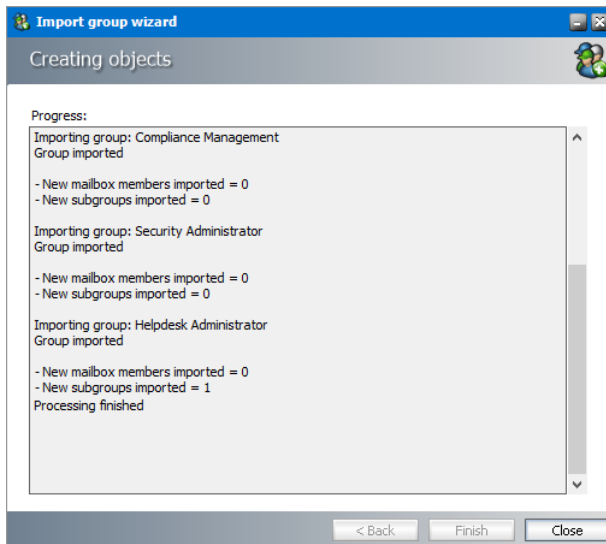 Import group wizard
Creating objects
Progress:
Importing group: Compliance Management
Group imported
- New mailbox members imported = 0
- New subgroups imported = 0
Importing group: Security Administrator
Group imported
- New mailbox members imported = 0
- New subgroups imported = 0
Importing group: Helpdesk Administrator
Group imported
- New mailbox members imported = 0
- New subgroups imported = 1
Processing finished
< Back
Finish
Close